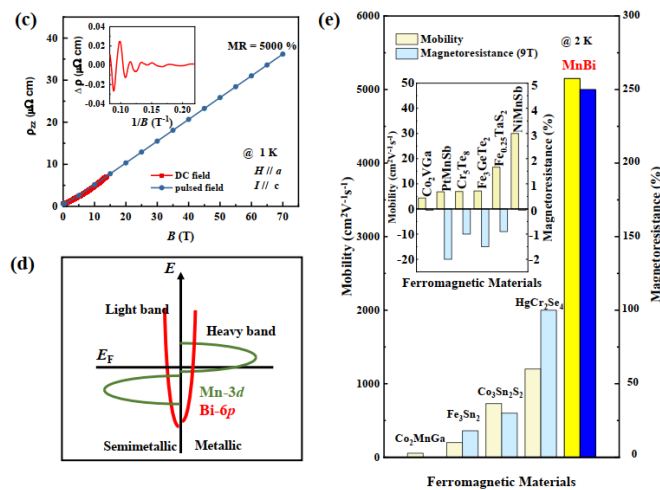 (c)
MR = 5000 %
ρzz (μΩ cm)
40
30
20
10
0
Δ ρ (μΩ cm)
0.04
0.02
0.00
-0.02
-0.04
0.10 0.15 0.20
1/B (T⁻¹)
@ 1 K
H // a
I // c
DC field
pulsed field
0 10 20 30 40 50 60 70
B (T)
(d)
E
Light band
Heavy band
E_F
Mn-3d
Bi-6p
Semimetallic
Metallic
(e)
Mobility
Magnetoresistance (9T)
@ 2 K
MnBi
Mobility (cm²V-1s-1)
6000
5000
4000
3000
2000
1000
0
Magnetoresistance (%)
300
250
200
150
100
50
0
Mobility (cm²V-1s-1)
50
40
30
20
10
0
-10
-20
Magnetoresistance (%)
5
4
3
2
1
0
-1
2
Co₂VGa
PtMnSb
Cr₅Te₈
Fe₃GeTe₂
Fe₀.₂₅TaS₂
NiMnSb
Ferromagnetic Materials
HgCr₂Se₄
Co₃Sn₂S₂
Fe₃Sn₂
Co₂MnGa
Ferromagnetic Materials